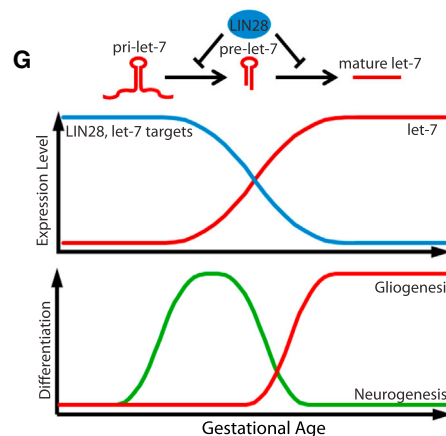 G
LIN28
pri-let-7
pre-let-7
mature let-7
LIN28, let-7 targets
let-7
Expression Level
Gliogenesis
Neurogenesis
Differentiation
Gestational Age